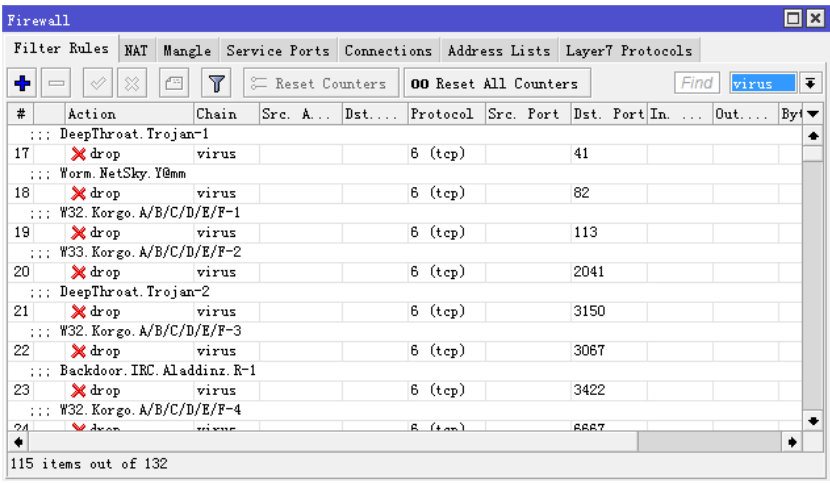 Firewall
Filter Rules NAT Mangle Service Ports Connections Address Lists Layer7 Protocols
Reset Counters 00 Reset All Counters Find virus
# Action Chain Src. A... Dst.... Protocol Src. Port Dst. Port In. ... Out.... Byt
;;; DeepThroat.Trojan-1
17 drop virus 6 (tcp) 41
;;; Worm.NetSky.Y@mm
18 drop virus 6 (tcp) 82
;;; W32.Korgo.A/B/C/D/E/F-1
19 drop virus 6 (tcp) 113
;;; W33.Korgo.A/B/C/D/E/F-2
20 drop virus 6 (tcp) 2041
;;; DeepThroat.Trojan-2
21 drop virus 6 (tcp) 3150
;;; W32.Korgo.A/B/C/D/E/F-3
22 drop virus 6 (tcp) 3067
;;; Backdoor.IRC.Aladdinz.R-1
23 drop virus 6 (tcp) 3422
;;; W32.Korgo.A/B/C/D/E/F-4
24 drop virus 6 (tcp) 6667
115 items out of 132